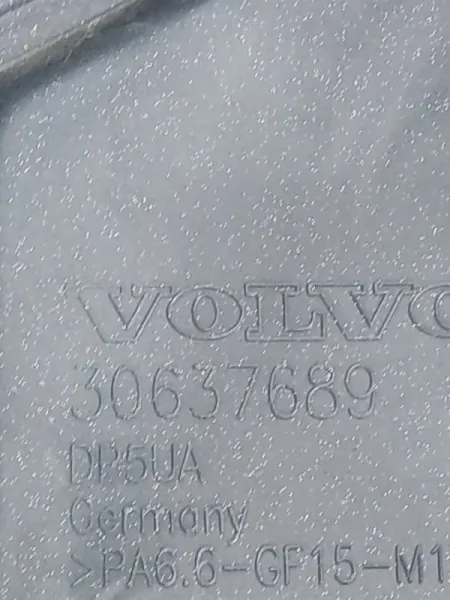 VOLVO
30637689
DP5UA
Germany
>PA6.6-GF15-M1